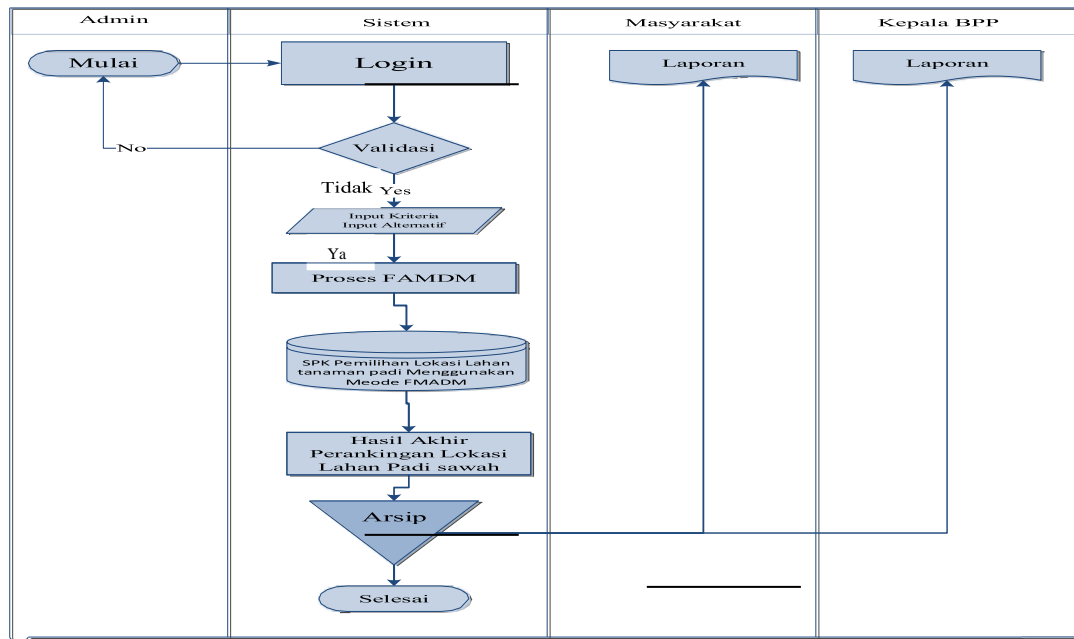 Admin
Sistem
Masyarakat
Kepala BPP
Mulai
Login
Laporan
Laporan
Validasi
No
Tidak Yes
Input Kriteria
Input Alternatif
Ya
Proses FAMDM
SPK Pemilihan Lokasi Lahan
tanaman padi Menggunakan
Meode FMADM
Hasil Akhir
Perankingan Lokasi
Lahan Padi sawah
Arsip
Selesai